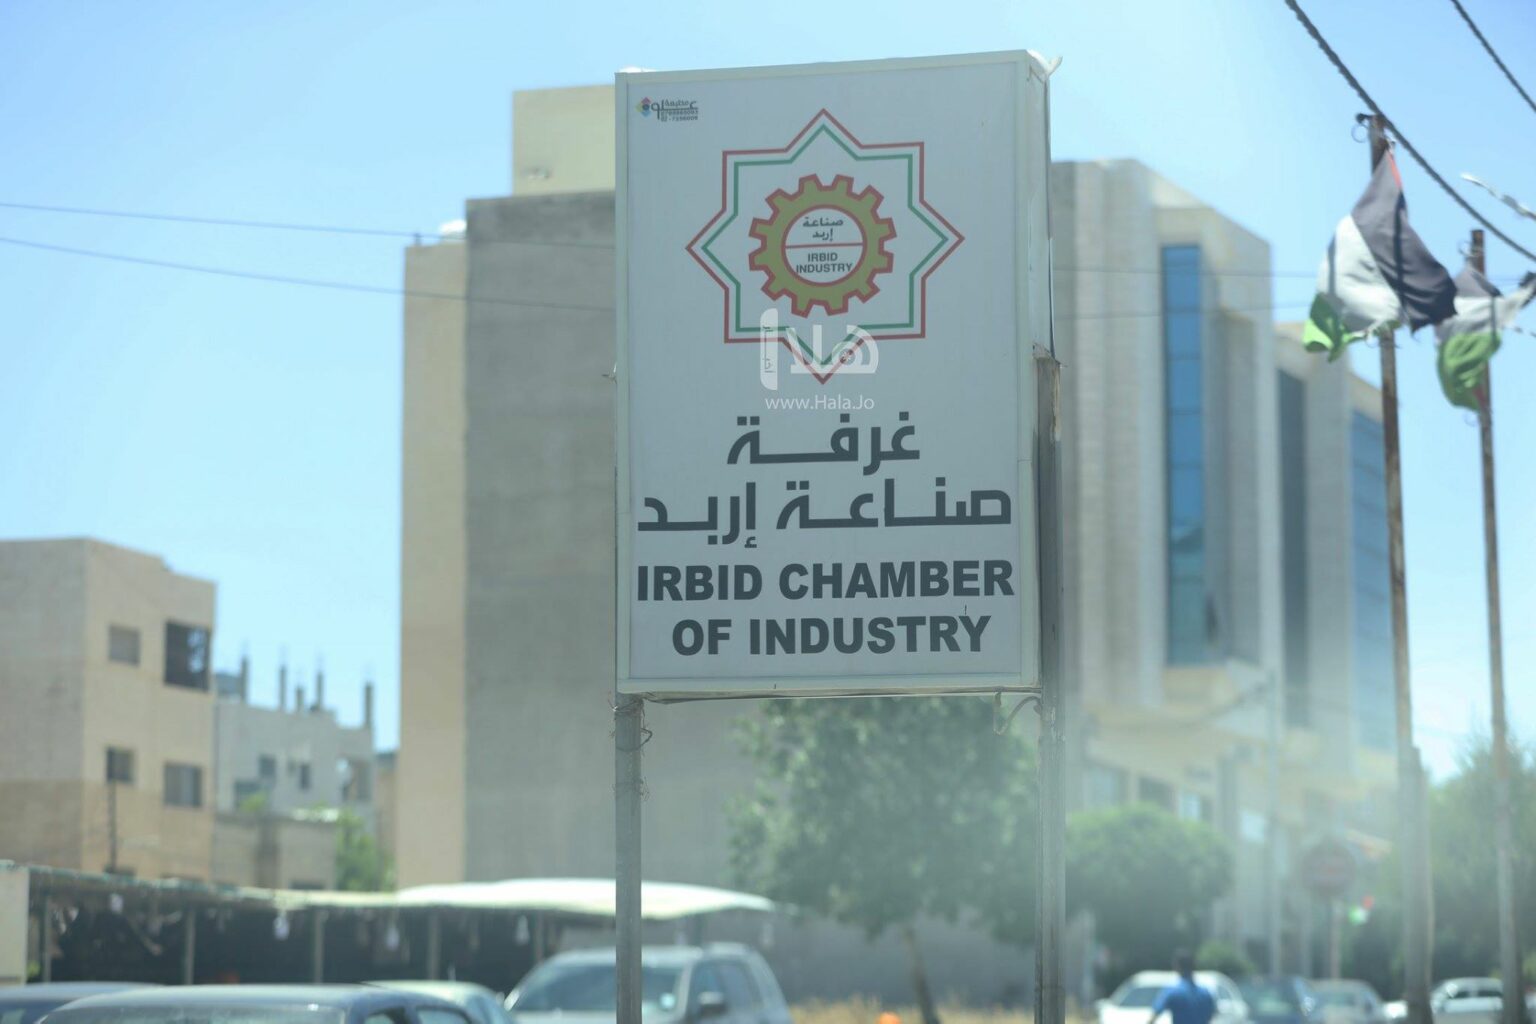 صناعة
إربد
IRBID
INDUSTRY
هلا
www.Hala.Jo
غرفة
صناعة إربد
IRBID CHAMBER
OF INDUSTRY